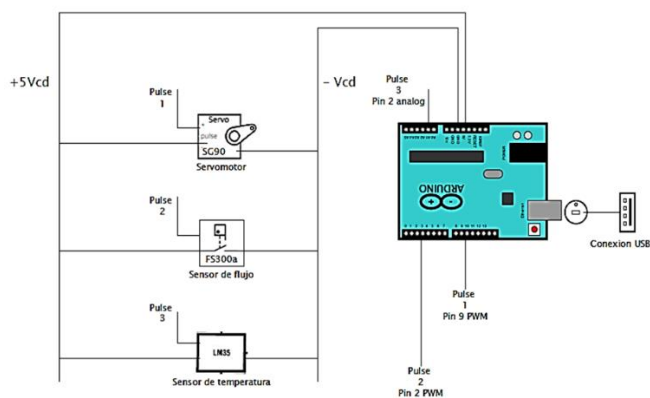 +5Vcd
- Vcd
Pulse
1
Servo
+
pulse
-
SG90
Servomotor
Pulse
2
FS300a
Sensor de flujo
Pulse
3
LM35
Sensor de temperatura
Pulse
3
Pin 2 analog
ARDUINO
Conexion USB
Pulse
1
Pin 9 PWM
Pulse
2
Pin 2 PWM